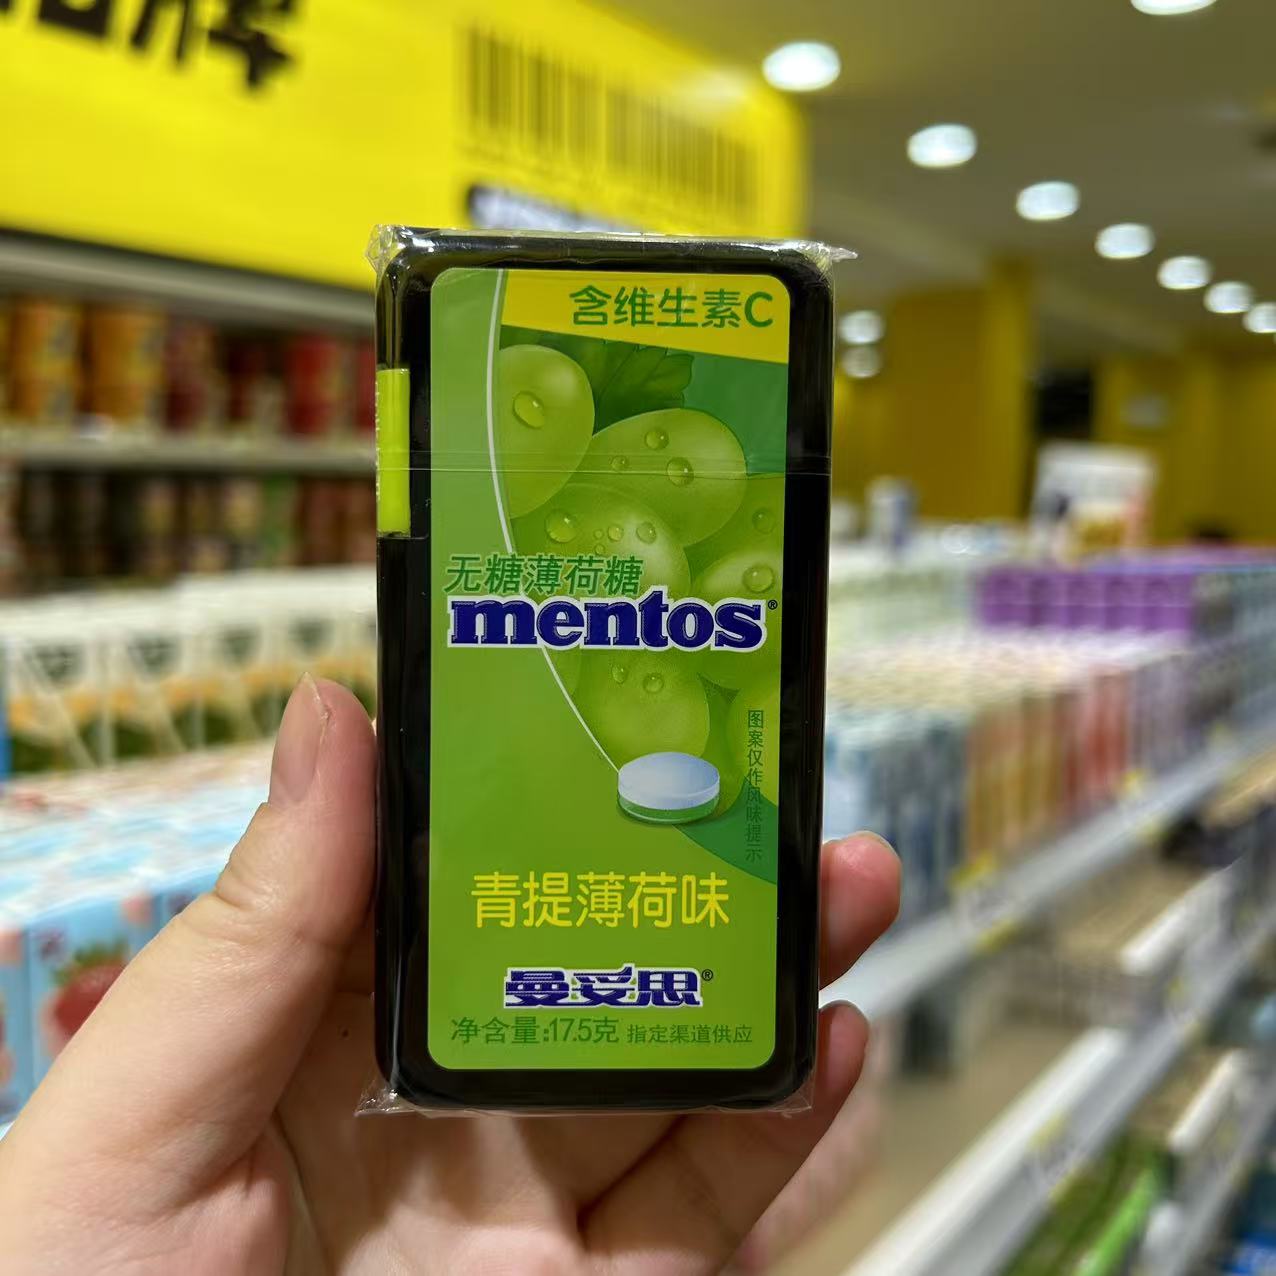 牌
含维生素C
无糖薄荷糖
mentos®
图案仅作风味提示
青提薄荷味
曼妥思®
净含量:17.5克 指定渠道供应